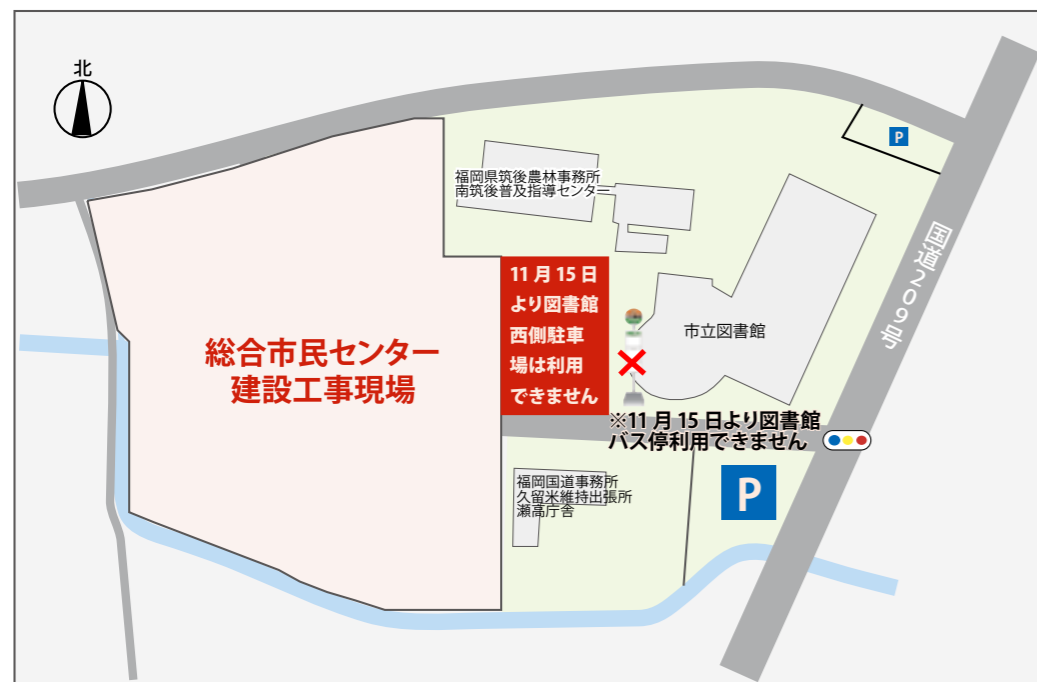 北
P
福岡県筑後農林事務所
南筑後普及指導センター
国道209号
11月15日
より図書館
西側駐車
場は利用
できません
市立図書館
総合市民センター
建設工事現場
※11月15日より図書館
バス停利用できません
福岡国道事務所
久留米維持出張所
瀬高庁舎
P